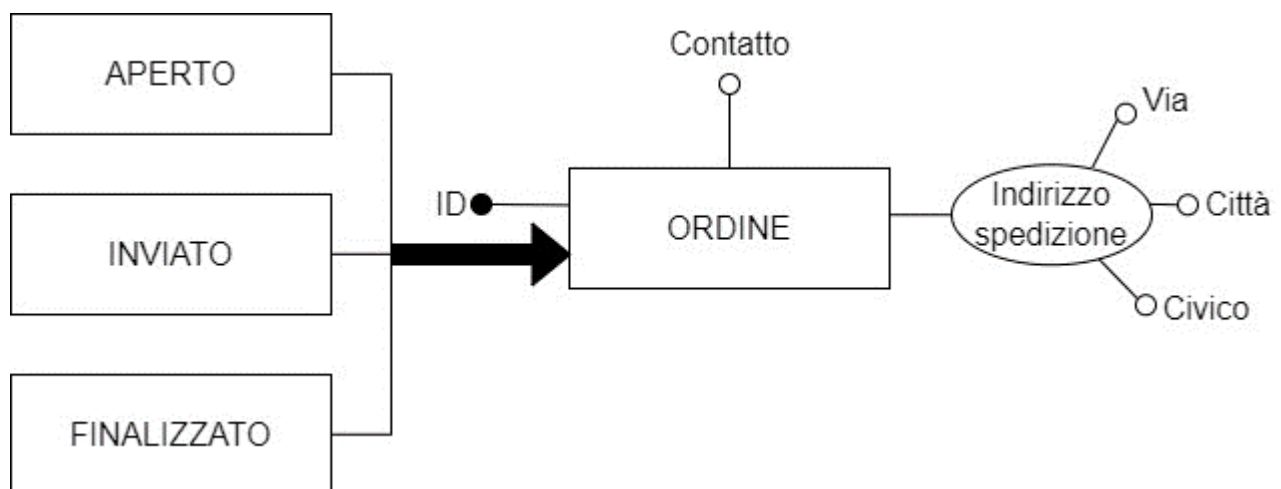 APERTO
INVIATO
FINALIZZATO
Contatto
ID
ORDINE
Indirizzo
spedizione
Via
Città
Civico